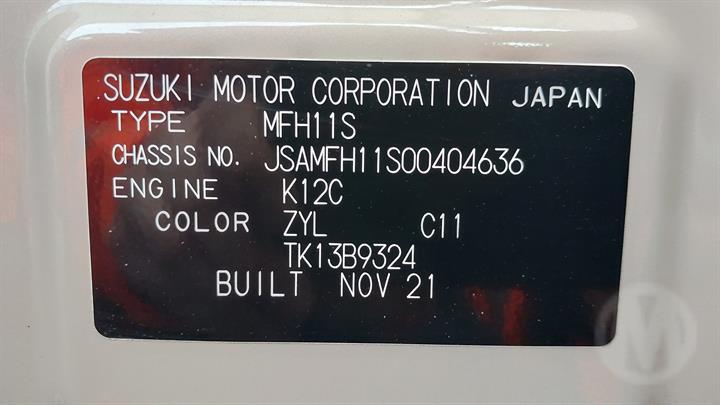 SUZUKI MOTOR CORPORATION JAPAN
TYPE MFH11S
CHASSIS NO. JSAMFH11S00404636
ENGINE K12C
COLOR ZYL C11
TK13B9324
BUILT NOV 21
M